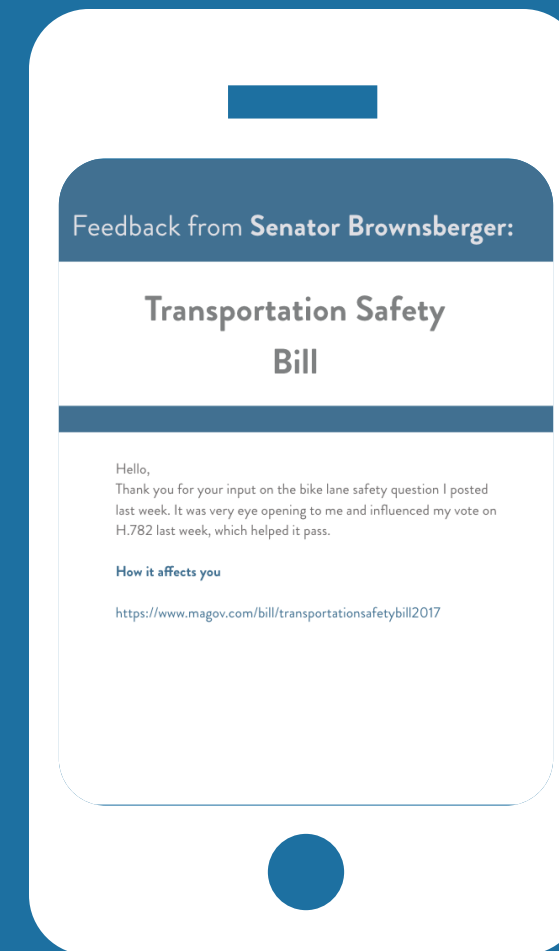 Feedback from Senator Brownsberger:
Transportation Safety
Bill
Hello,
Thank you for your input on the bike lane safety question I posted
last week. It was very eye opening to me and influenced my vote on
H.782 last week, which helped it pass.
How it affects you
https://www.magov.com/bill/transportationsafetybill2017